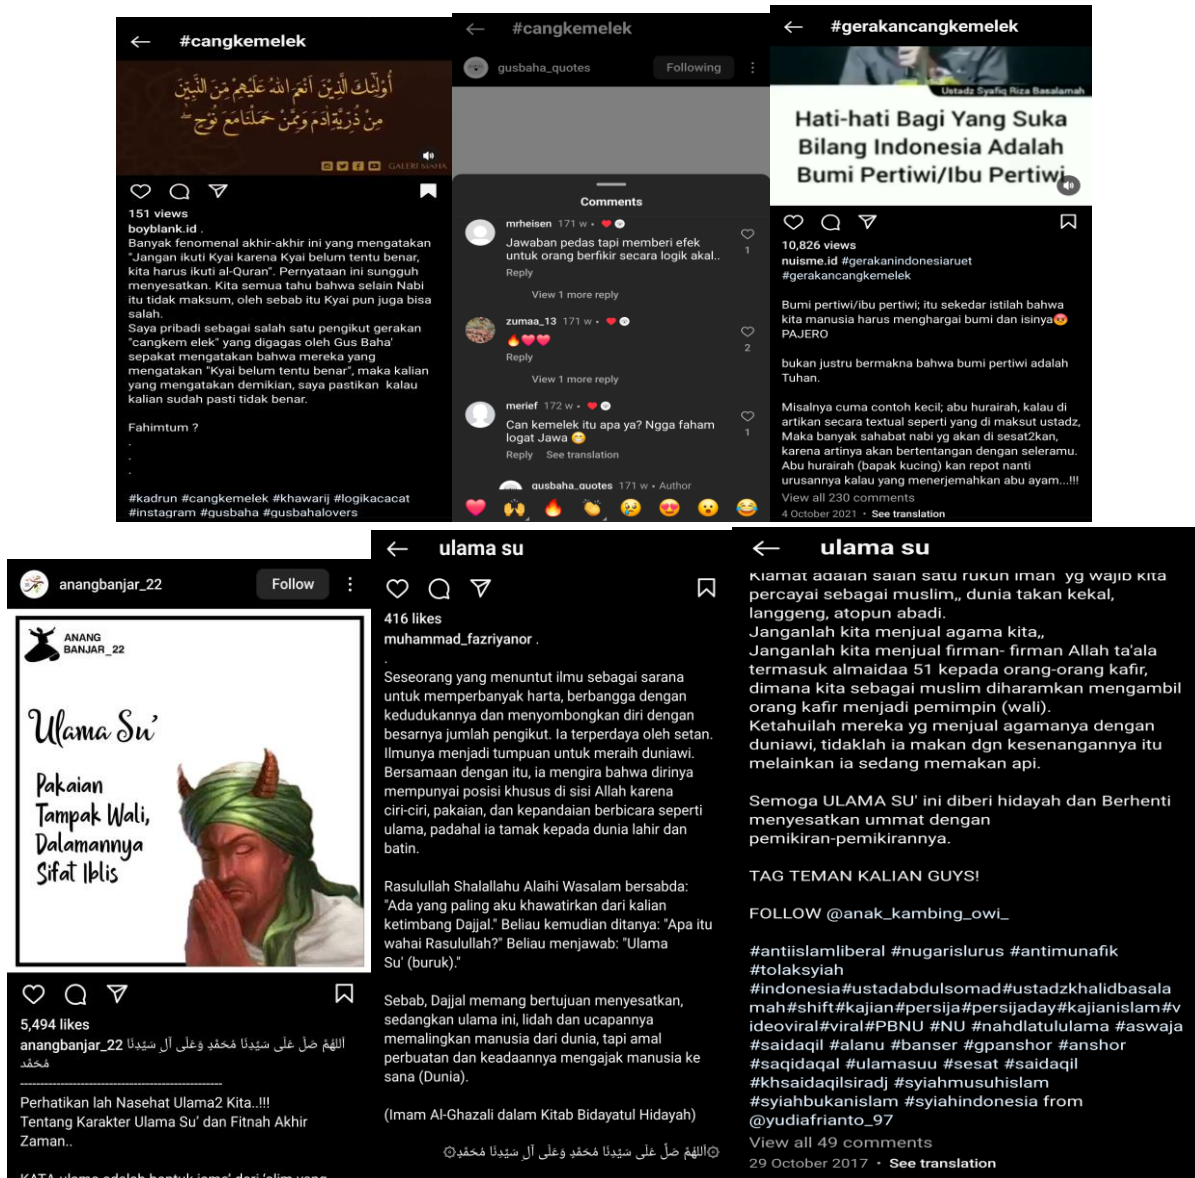 #cangkemelek
أُولٰٓئِكَ الَّذِيْنَ اَنْعَمَ اللّٰهُ عَلَيْهِمْ مِّنَ النَّبِيّٖنَ
مِنْ ذُرِّيَّةِ اٰدَمَ وَمِمَّنْ حَمَلْنَا مَعَ نُوْحٍ ۖ
GALERI MAHA
151 views
boyblank.id .
Banyak fenomenal akhir-akhir ini yang mengatakan
"Jangan ikuti Kyai karena Kyai belum tentu benar,
kita harus ikuti al-Quran". Pernyataan ini sungguh
menyesatkan. Kita semua tahu bahwa selain Nabi
itu tidak maksum, oleh sebab itu Kyai pun juga bisa
salah.
Saya pribadi sebagai salah satu pengikut gerakan
"cangkem elek" yang digagas oleh Gus Baha'
sepakat mengatakan bahwa mereka yang
mengatakan "Kyai belum tentu benar", maka kalian
yang mengatakan demikian, saya pastikan kalau
kalian sudah pasti tidak benar.
Fahimtum ?
.
.
.
#kadrun #cangkemelek #khawarij #logikacacat
#instagram #gusbaha #gusbahalovers
#cangkemelek
gusbaha_quotes
Following
Comments
mrheisen 171 w •
Jawaban pedas tapi memberi efek
untuk orang berfikir secara logik akal..
1
Reply
View 1 more reply
zumaa_13 171 w •
🔥❤️❤️
2
Reply
View 1 more reply
merief 172 w •
Can kemelek itu apa ya? Ngga faham
logat Jawa 😁
1
Reply See translation
gusbaha_quotes 171 w • Author
#gerakancangkemelek
Ustadz Syafiq Riza Basalamah
Hati-hati Bagi Yang Suka
Bilang Indonesia Adalah
Bumi Pertiwi/Ibu Pertiwi
10,826 views
nuisme.id #gerakanindonesiaruet
#gerakancangkemelek
Bumi pertiwi/ibu pertiwi; itu sekedar istilah bahwa
kita manusia harus menghargai bumi dan isinya😡
PAJERO
bukan justru bermakna bahwa bumi pertiwi adalah
Tuhan.
Misalnya cuma contoh kecil; abu hurairah, kalau di
artikan secara textual seperti yang di maksut ustadz,
Maka banyak sahabat nabi yg akan di sesat2kan,
karena artinya akan bertentangan dengan seleramu.
Abu hurairah (bapak kucing) kan repot nanti
urusannya kalau yang menerjemahkan abu ayam...!!!
View all 230 comments
4 October 2021 • See translation
anangbanjar_22
Follow
ANANG
BANJAR_22
Ulama Su'
Pakaian
Tampak Wali,
Dalamannya
Sifat Iblis
5,494 likes
anangbanjar_22 اَللهُمَّ صَلِّ عَلَى سَيِّدِنَا مُحَمَّدٍ وَعَلَى آلِ سَيِّدِنَا
مُحَمَّدٍ
--------------------------------------------------
Perhatikan lah Nasehat Ulama2 Kita..!!!
Tentang Karakter Ulama Su' dan Fitnah Akhir
Zaman..
KATA ulama adalah bentuk jama' dari 'alim yang
ulama su
416 likes
muhammad_fazriyanor .
.
Seseorang yang menuntut ilmu sebagai sarana
untuk memperbanyak harta, berbangga dengan
kedudukannya dan menyombongkan diri dengan
besarnya jumlah pengikut. Ia terperdaya oleh setan.
Ilmunya menjadi tumpuan untuk meraih duniawi.
Bersamaan dengan itu, ia mengira bahwa dirinya
mempunyai posisi khusus di sisi Allah karena
ciri-ciri, pakaian, dan kepandaian berbicara seperti
ulama, padahal ia tamak kepada dunia lahir dan
batin.
Rasulullah Shalallahu Alaihi Wasalam bersabda:
"Ada yang paling aku khawatirkan dari kalian
ketimbang Dajjal." Beliau kemudian ditanya: "Apa itu
wahai Rasulullah?" Beliau menjawab: "Ulama
Su' (buruk)."
Sebab, Dajjal memang bertujuan menyesatkan,
sedangkan ulama ini, lidah dan ucapannya
memalingkan manusia dari dunia, tapi amal
perbuatan dan keadaannya mengajak manusia ke
sana (Dunia).
(Imam Al-Ghazali dalam Kitab Bidayatul Hidayah)
۞اَللهُمَّ صَلِّ عَلَى سَيِّدِنَا مُحَمَّدٍ وَعَلَى آلِ سَيِّدِنَا مُحَمَّدٍ۞
ulama su
Kiamat adalah salah satu rukun iman yg wajib kita
percayai sebagai muslim,, dunia takan kekal,
langgeng, atopun abadi.
Janganlah kita menjual agama kita,,
Janganlah kita menjual firman- firman Allah ta'ala
termasuk almaidaa 51 kepada orang-orang kafir,
dimana kita sebagai muslim diharamkan mengambil
orang kafir menjadi pemimpin (wali).
Ketahuilah mereka yg menjual agamanya dengan
duniawi, tidaklah ia makan dgn kesenangannya itu
melainkan ia sedang memakan api.
Semoga ULAMA SU' ini diberi hidayah dan Berhenti
menyesatkan ummat dengan
pemikiran-pemikirannya.
TAG TEMAN KALIAN GUYS!
FOLLOW @anak_kambing_owi_
#antiislamliberal #nugarislurus #antimunafik
#tolaksyiah
#indonesia#ustadabdulsomad#ustadzkhalidbasala
mah#shift#kajian#persija#persijaday#kajianislam#v
ideoviral#viral#PBNU #NU #nahdlatululama #aswaja
#saidaqil #alanu #banser #gpanshor #anshor
#saqidaqal #ulamasuu #sesat #saidaqil
#khsaidaqilsiradj #syiahmusuhislam
#syiahbukanislam #syiahindonesia from
@yudiafrianto_97
View all 49 comments
29 October 2017 • See translation